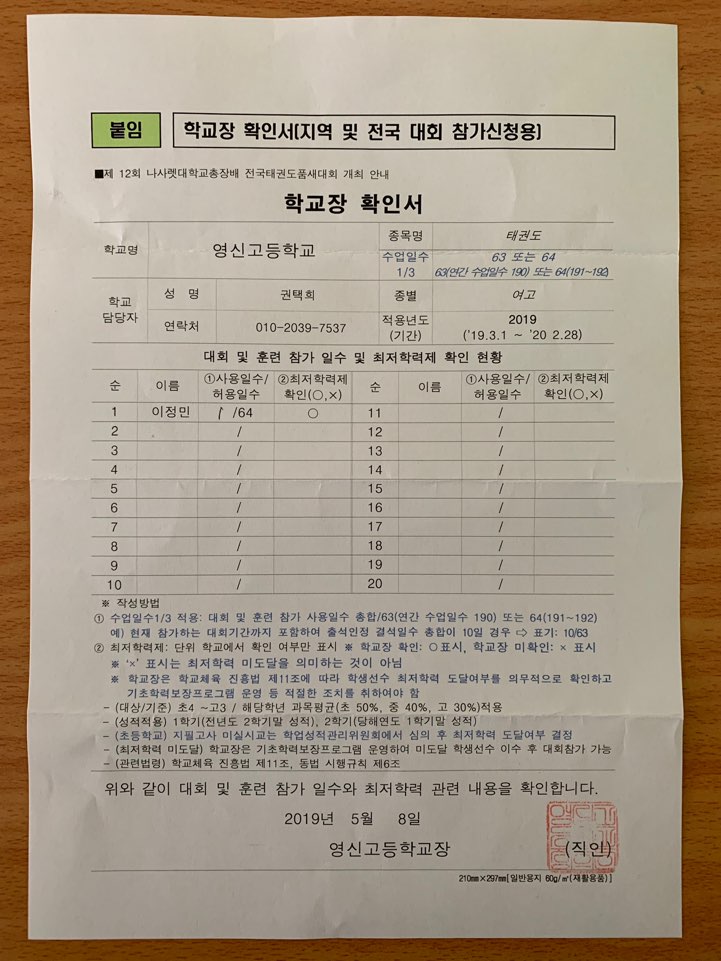 붙임
학교장 확인서(지역 및 전국 대회 참가신청용)
■제 12회 나사렛대학교총장배 전국태권도품새대회 개최 안내
학교장 확인서
학교명 영신고등학교 종목명 태권도
수업일수 1/3 63 또는 64
63(연간 수업일수 190) 또는 64(191~192)
학교 담당자 성 명 권택희 종별 여고
연락처 010-2039-7537 적용년도 (기간) 2019
('19.3.1 ~ '20 2.28)
대회 및 훈련 참가 일수 및 최저학력제 확인 현황
순 이름 ①사용일수/허용일수 ②최저학력제 확인(○,×) 순 이름 ①사용일수/허용일수 ②최저학력제 확인(○,×)
1 이정민 /64 ○ 11 /
2 / 12 /
3 / 13 /
4 / 14 /
5 / 15 /
6 / 16 /
7 / 17 /
8 / 18 /
9 / 19 /
10 / 20 /
※ 작성방법
① 수업일수1/3 적용: 대회 및 훈련 참가 사용일수 총합/63(연간 수업일수 190) 또는 64(191~192)
예) 현재 참가하는 대회기간까지 포함하여 출석인정 결석일수 총합이 10일 경우 ⇨ 표기: 10/63
② 최저학력제: 단위 학교에서 확인 여부만 표시 ※ 학교장 확인: ○표시, 학교장 미확인: × 표시
※ '×' 표시는 최저학력 미도달을 의미하는 것이 아님
※ 학교장은 학교체육 진흥법 제11조에 따라 학생선수 최저학력 도달여부를 의무적으로 확인하고
기초학력보장프로그램 운영 등 적절한 조치를 취하여야 함
- (대상/기준) 초4 ~고3 / 해당학년 과목평균(초 50%, 중 40%, 고 30%)적용
- (성적적용) 1학기(전년도 2학기말 성적), 2학기(당해연도 1학기말 성적)
- (초등학교) 지필고사 미실시교는 학업성적관리위원회에서 심의 후 최저학력 도달여부 결정
- (최저학력 미도달) 학교장은 기초학력보장프로그램 운영하여 미도달 학생선수 이수 후 대회참가 가능
- (관련법령) 학교체육 진흥법 제11조, 동법 시행규칙 제6조
위와 같이 대회 및 훈련 참가 일수와 최저학력 관련 내용을 확인합니다.
2019년 5월 8일
영신고등학교장 (직인)
210㎜×297㎜[일반용지 60g/㎡(재활용품)]